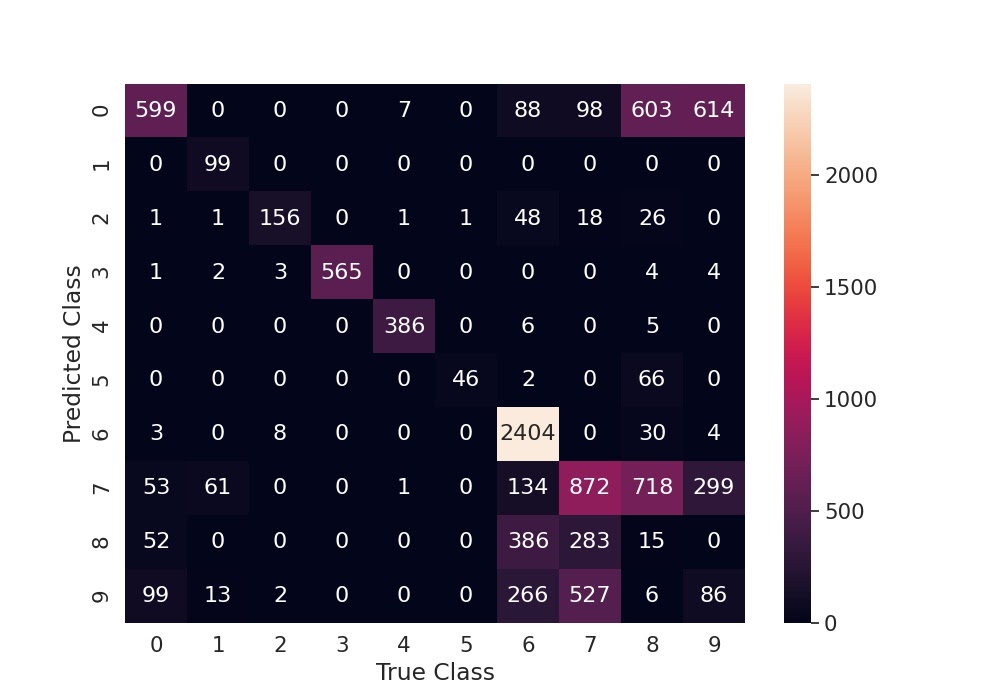 0 599 0 0 0 7 0 88 98 603 614
1 0 99 0 0 0 0 0 0 0 0
2 1 1 156 0 1 1 48 18 26 0
3 1 2 3 565 0 0 0 0 4 4
4 0 0 0 0 386 0 6 0 5 0
5 0 0 0 0 0 46 2 0 66 0
6 3 0 8 0 0 0 2404 0 30 4
7 53 61 0 0 1 0 134 872 718 299
8 52 0 0 0 0 0 386 283 15 0
9 99 13 2 0 0 0 266 527 6 86
0 1 2 3 4 5 6 7 8 9
True Class
Predicted Class
2000
1500
1000
500
0